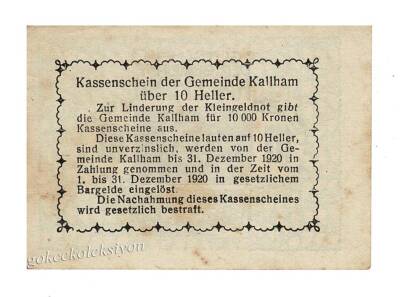 Kassenschein der Gemeinde Kallham
über 10 Heller.
Zur Linderung der Kleingeldnot gibt
die Gemeinde Kallham für 10 000 Kronen
Kassenscheine aus.
Diese Kassenscheine lauten auf 10 Heller,
sind unverzinslich, werden von der Ge-
meinde Kallham bis 31. Dezember 1920 in
Zahlung genommen und in der Zeit vom
1. bis 31. Dezember 1920 in gesetzlichem
Bargelde eingelöst.
Die Nachahmung dieses Kassenscheines
wird gesetzlich bestraft.
gokcekoleksiyon